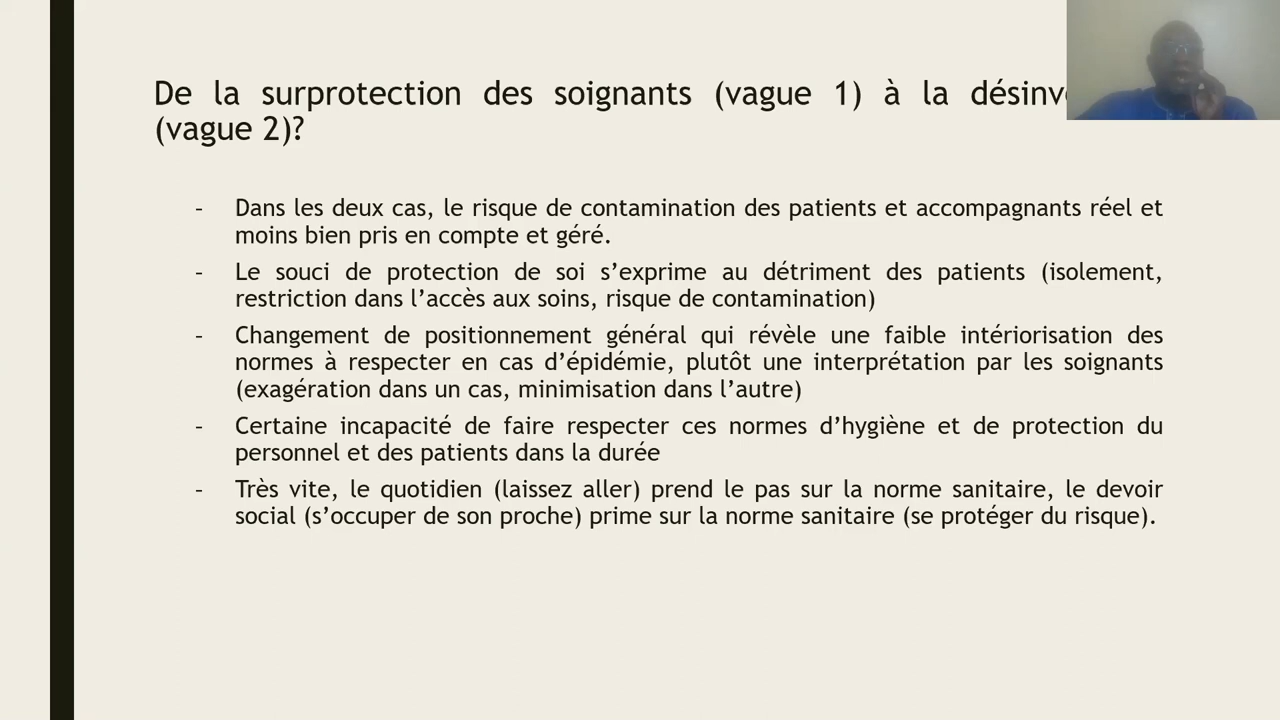 De la surprotection des soignants (vague 1) à la
(vague 2)?
- Dans les deux cas, le risque de contamination des patients et accompagnants réel et
moins bien pris en compte et géré.
- Le souci de protection de soi s’exprime au détriment des patients (isolement,
restriction dans l’accès aux soins, risque de contamination)
- Changement de positionnement général qui révèle une faible intériorisation des
normes à respecter en cas d’épidémie, plutôt une interprétation par les soignants
(exagération dans un cas, minimisation dans l’autre)
- Certaine incapacité de faire respecter ces normes d’hygiène et de protection du
personnel et des patients dans la durée
- Très vite, le quotidien (laissez aller) prend le pas sur la norme sanitaire, le devoir
social (s’occuper de son proche) prime sur la norme sanitaire (se protéger du risque).